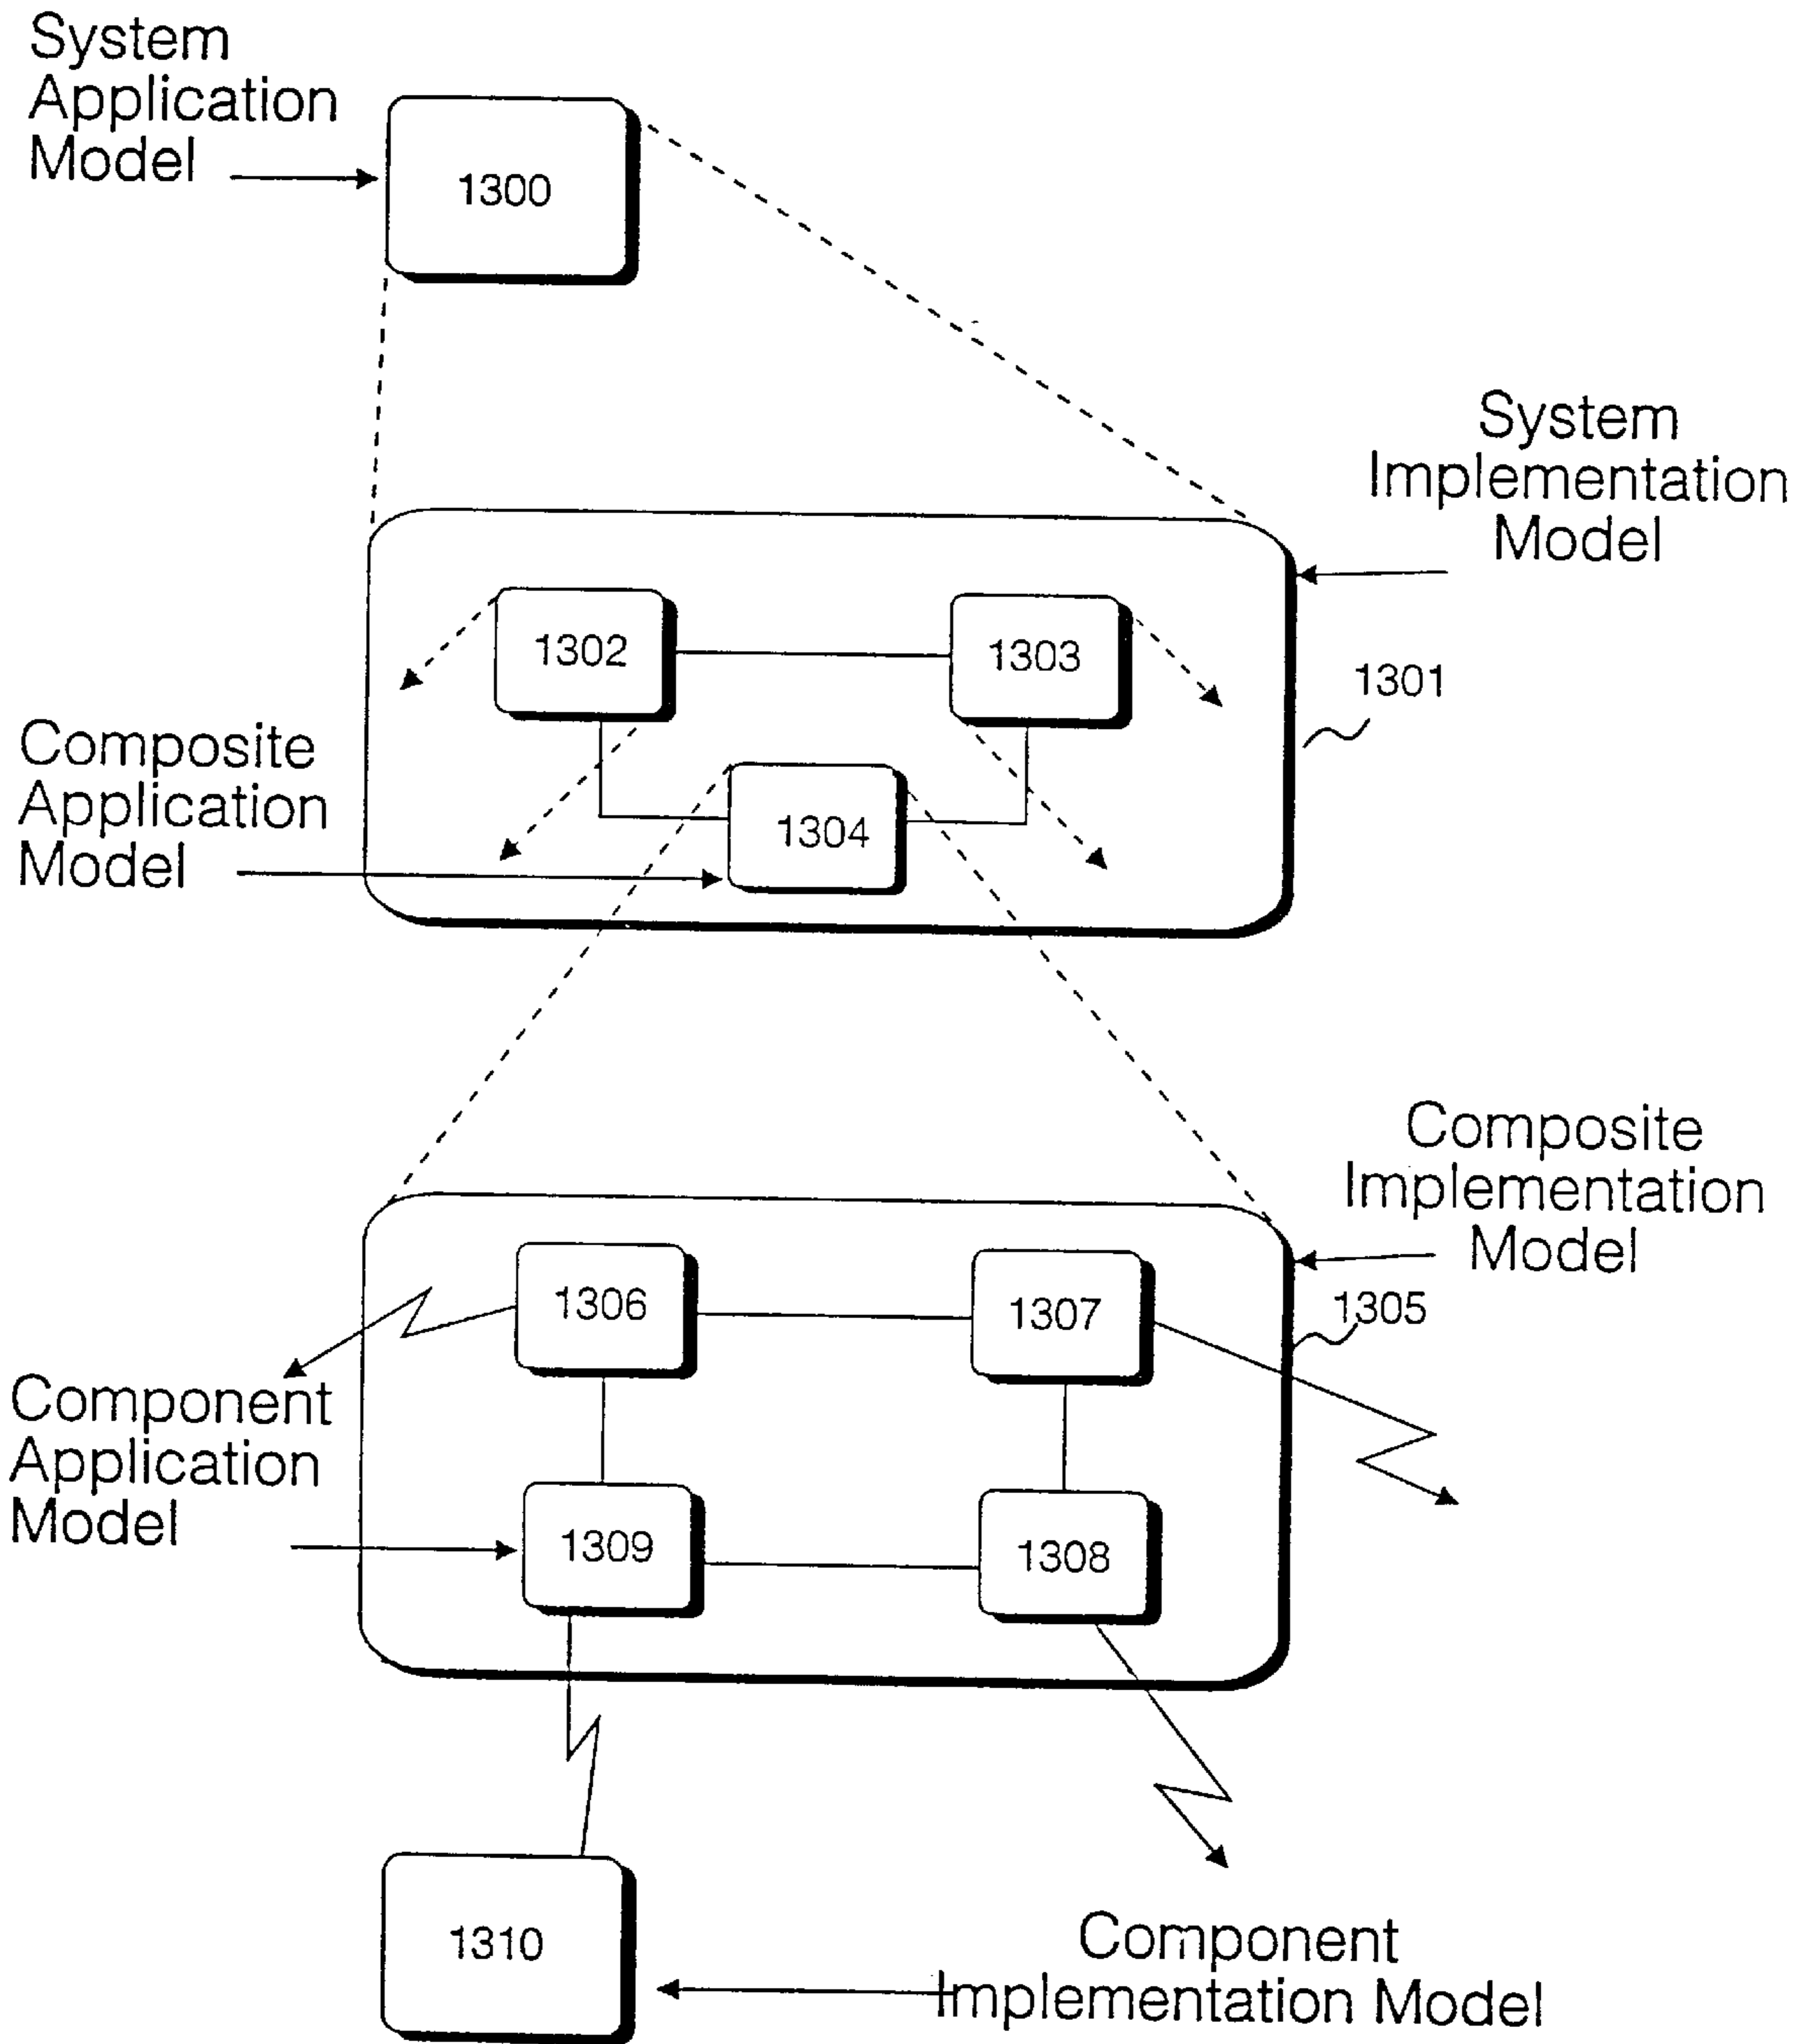 System
Application
Model
1300
System
Implementation
Model
1302
1303
1301
Composite
Application
Model
1304
Composite
Implementation
Model
1306
1307
1305
Component
Application
Model
1309
1308
1310
Component
Implementation Model